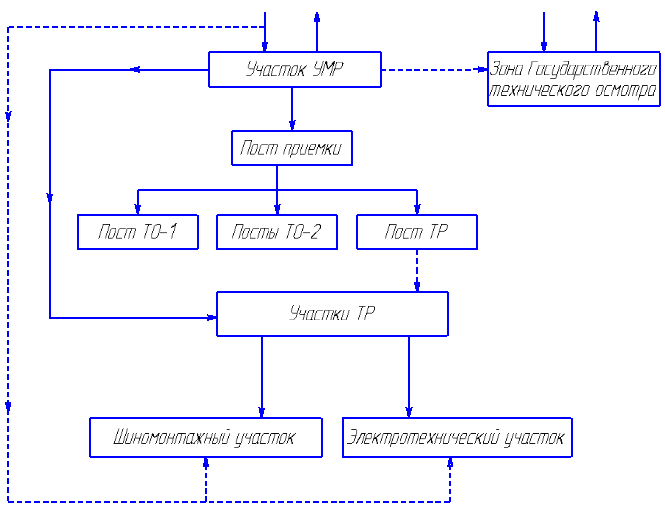 Участок УМР
Зона Государственного
технического осмотра
Пост приемки
Пост ТО-1
Посты ТО-2
Пост ТР
Участки ТР
Шиномонтажный участок
Электротехнический участок